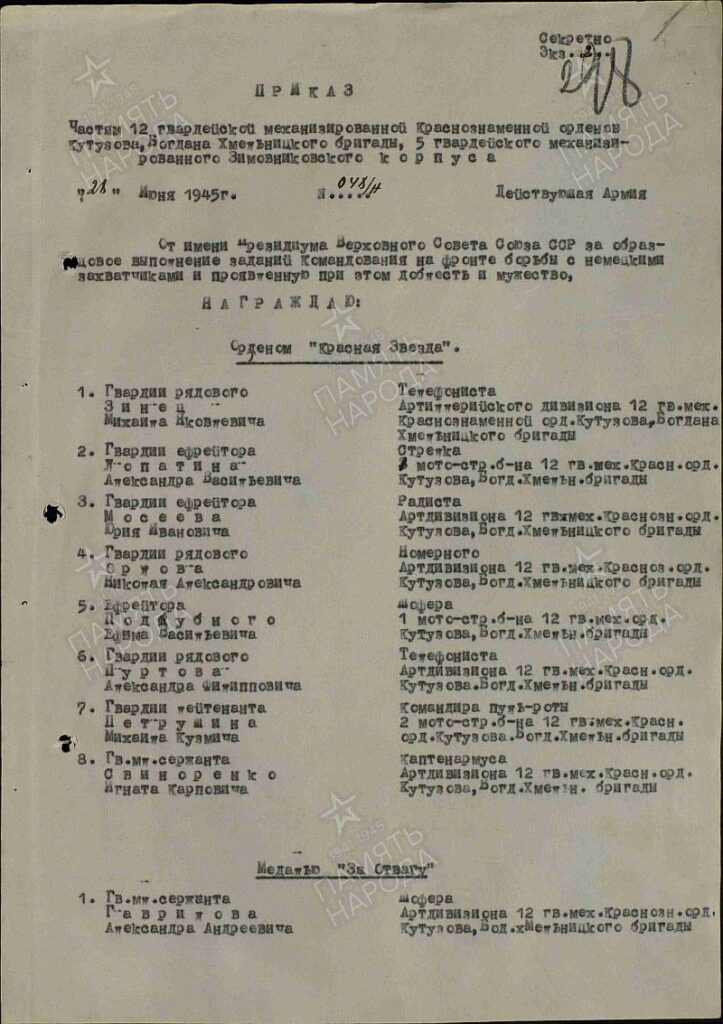 Секретно
Экз. 2..
ПРИКАЗ
Частям 12 гвардейской механизированной Краснознаменной орденов
Кутузова, Богдана Хмельницкого бригады, 5 гвардейского механизи-
рованного Зимовниковского корпуса
"28" Июня 1945г. №.048/н Действующая Армия
От имени Президиума Верховного Совета Союза ССР за образ-
цовое выполнение заданий Командования на фронте борьбы с немецкими
захватчиками и проявленную при этом доблесть и мужество,
НАГРАЖДАЮ:
Орденом "Красная Звезда".
1. Гвардии рядового
Зинец
Михаила Яковлевича
Телефониста
Артиллерийского дивизиона 12 гв.мех.
Краснознаменной орд.Кутузова,Богдана
Хмельницкого бригады
2. Гвардии ефрейтора
Лопатина
Александра Васильевича
Стрелка
мото-стр.б-на 12 гв.мех.Красн.орд.
Кутузова,Богд.Хмельн.бригады
3. Гвардии ефрейтора
Мосеева
Юрия Ивановича
Радиста
Артдивизиона 12 гв.мех.Краснозн.орд.
Кутузова,Богд.Хмельн.бригады
4. Гвардии рядового
Орлова
Николая Александровича
Номерного
Артдивизиона 12 гв.мех.Красноз.орд.
Кутузова,Богд.Хмельницкого бригады
5. Ефрейтора
Поддубного
Ефима Васильевича
Шофера
1 мото-стр.б-на 12 гв.мех.орд.
Кутузова,Богд.Хмельн.бригады
6. Гвардии рядового
Пуртова
Александра Филипповича
Телефониста
Артдивизиона 12 гв.мех.Красн.орд.
Кутузова.Богд.Хмельн.бригады
7. Гвардии лейтенанта
Петрушина
Михаила Кузмича
Командира пуль-роты
2 мото-стр.б-на 12 гв.мех.Красн.
орд.Кутузова.Богд.Хмельн.бригады
8. Гв.мл.сержанта
Свиноренко
Игната Карповича
Каптенармуса
Артдивизиона 12 гв.мех.Красн.орд.
Кутузова,Богд.Хмельн. бригады
Медалью "За Отвагу"
1. Гв.мл.сержанта
Гаврилова
Александра Андреевича
Шофера
Артдивизиона 12 гв.мех.Краснозн.орд.
Кутузова,Бод.хМельницкого бригады
1941-1945
ПАМЯТЬ
НАРОДА